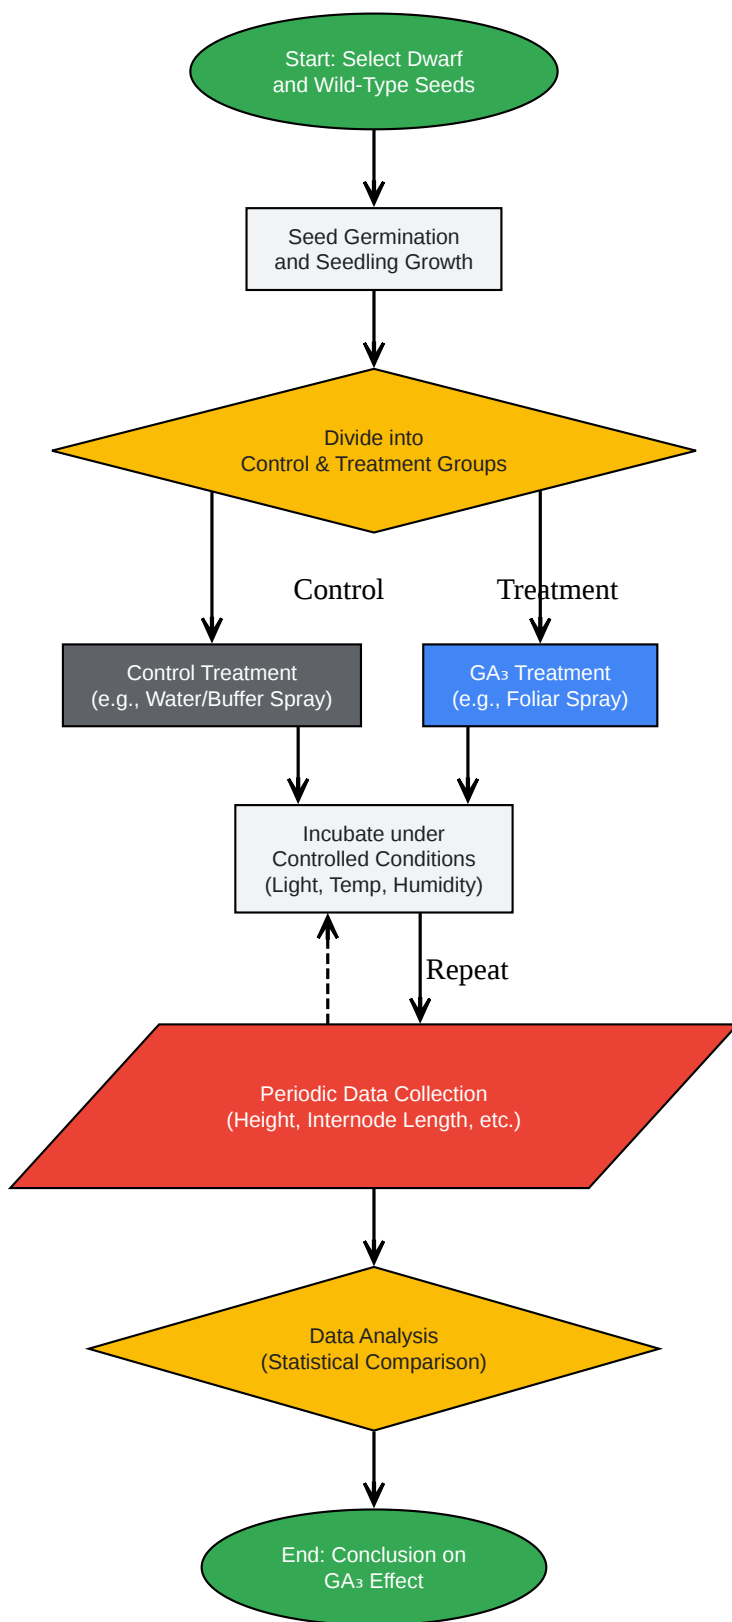 Start: Select Dwarf
and Wild-Type Seeds
Seed Germination
and Seedling Growth
Divide into
Control & Treatment Groups
Control
Treatment
Control Treatment
(e.g., Water/Buffer Spray)
GA₃ Treatment
(e.g., Foliar Spray)
Incubate under
Controlled Conditions
(Light, Temp, Humidity)
Repeat
Periodic Data Collection
(Height, Internode Length, etc.)
Data Analysis
(Statistical Comparison)
End: Conclusion on
GA₃ Effect